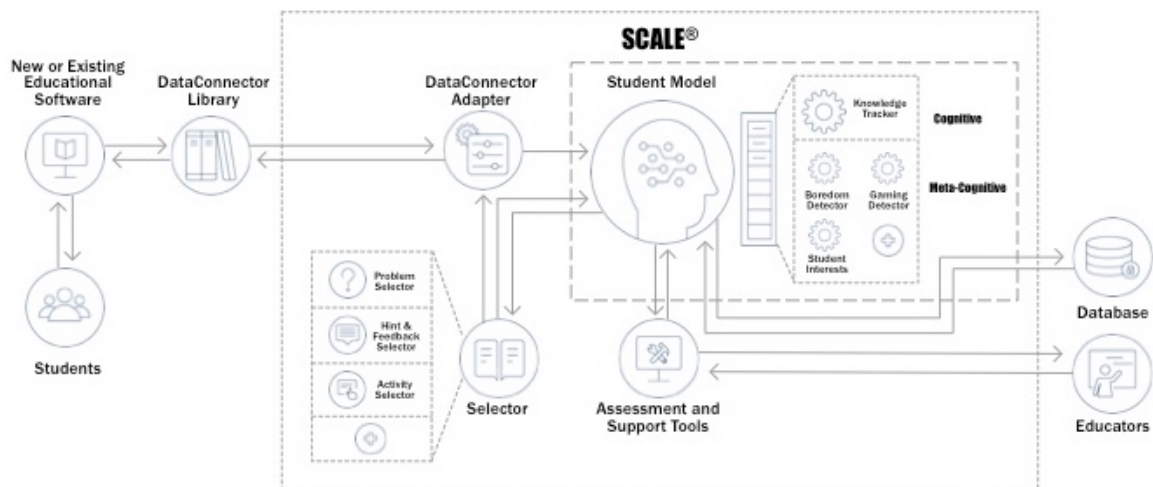 SCALE®
New or Existing
Educational
Software
DataConnector
Library
DataConnector
Adapter
Student Model
Knowledge
Tracker
Cognitive
Boredom
Detector
Gaming
Detector
Meta-Cognitive
Student
Interests
Students
Problem
Selector
Hint &
Feedback
Selector
Activity
Selector
Selector
Assessment and
Support Tools
Database
Educators